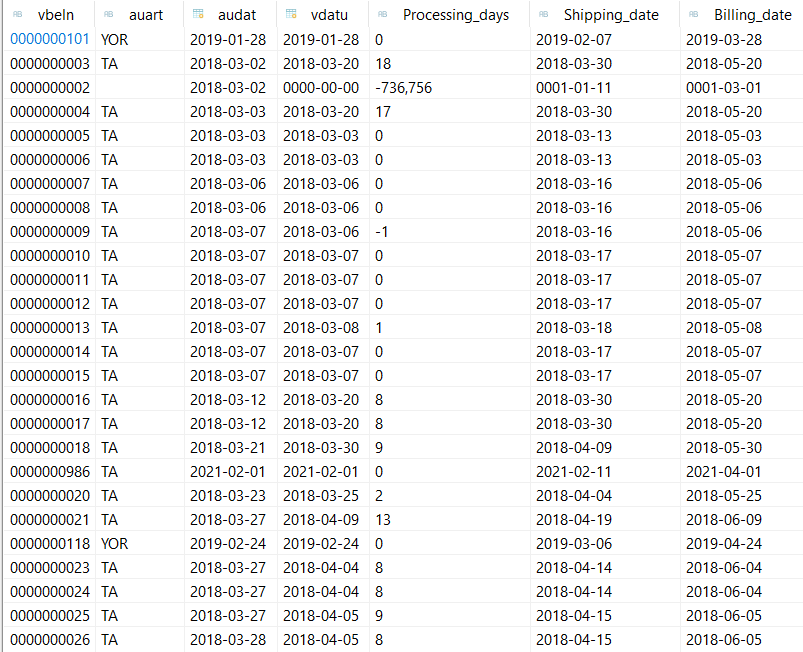 vbeln auart audat vdatu Processing_days Shipping_date Billing_date
0000000101 YOR 2019-01-28 2019-01-28 0 2019-02-07 2019-03-28
0000000003 TA 2018-03-02 2018-03-20 18 2018-03-30 2018-05-20
0000000002 2018-03-02 0000-00-00 -736,756 0001-01-11 0001-03-01
0000000004 TA 2018-03-03 2018-03-20 17 2018-03-30 2018-05-20
0000000005 TA 2018-03-03 2018-03-03 0 2018-03-13 2018-05-03
0000000006 TA 2018-03-03 2018-03-03 0 2018-03-13 2018-05-03
0000000007 TA 2018-03-06 2018-03-06 0 2018-03-16 2018-05-06
0000000008 TA 2018-03-06 2018-03-06 0 2018-03-16 2018-05-06
0000000009 TA 2018-03-07 2018-03-06 -1 2018-03-16 2018-05-06
0000000010 TA 2018-03-07 2018-03-07 0 2018-03-17 2018-05-07
0000000011 TA 2018-03-07 2018-03-07 0 2018-03-17 2018-05-07
0000000012 TA 2018-03-07 2018-03-07 0 2018-03-17 2018-05-07
0000000013 TA 2018-03-07 2018-03-08 1 2018-03-18 2018-05-08
0000000014 TA 2018-03-07 2018-03-07 0 2018-03-17 2018-05-07
0000000015 TA 2018-03-07 2018-03-07 0 2018-03-17 2018-05-07
0000000016 TA 2018-03-12 2018-03-20 8 2018-03-30 2018-05-20
0000000017 TA 2018-03-12 2018-03-20 8 2018-03-30 2018-05-20
0000000018 TA 2018-03-21 2018-03-30 9 2018-04-09 2018-05-30
0000000986 TA 2021-02-01 2021-02-01 0 2021-02-11 2021-04-01
0000000020 TA 2018-03-23 2018-03-25 2 2018-04-04 2018-05-25
0000000021 TA 2018-03-27 2018-04-09 13 2018-04-19 2018-06-09
0000000118 YOR 2019-02-24 2019-02-24 0 2019-03-06 2019-04-24
0000000023 TA 2018-03-27 2018-04-04 8 2018-04-14 2018-06-04
0000000024 TA 2018-03-27 2018-04-04 8 2018-04-14 2018-06-04
0000000025 TA 2018-03-27 2018-04-05 9 2018-04-15 2018-06-05
0000000026 TA 2018-03-28 2018-04-05 8 2018-04-15 2018-06-05